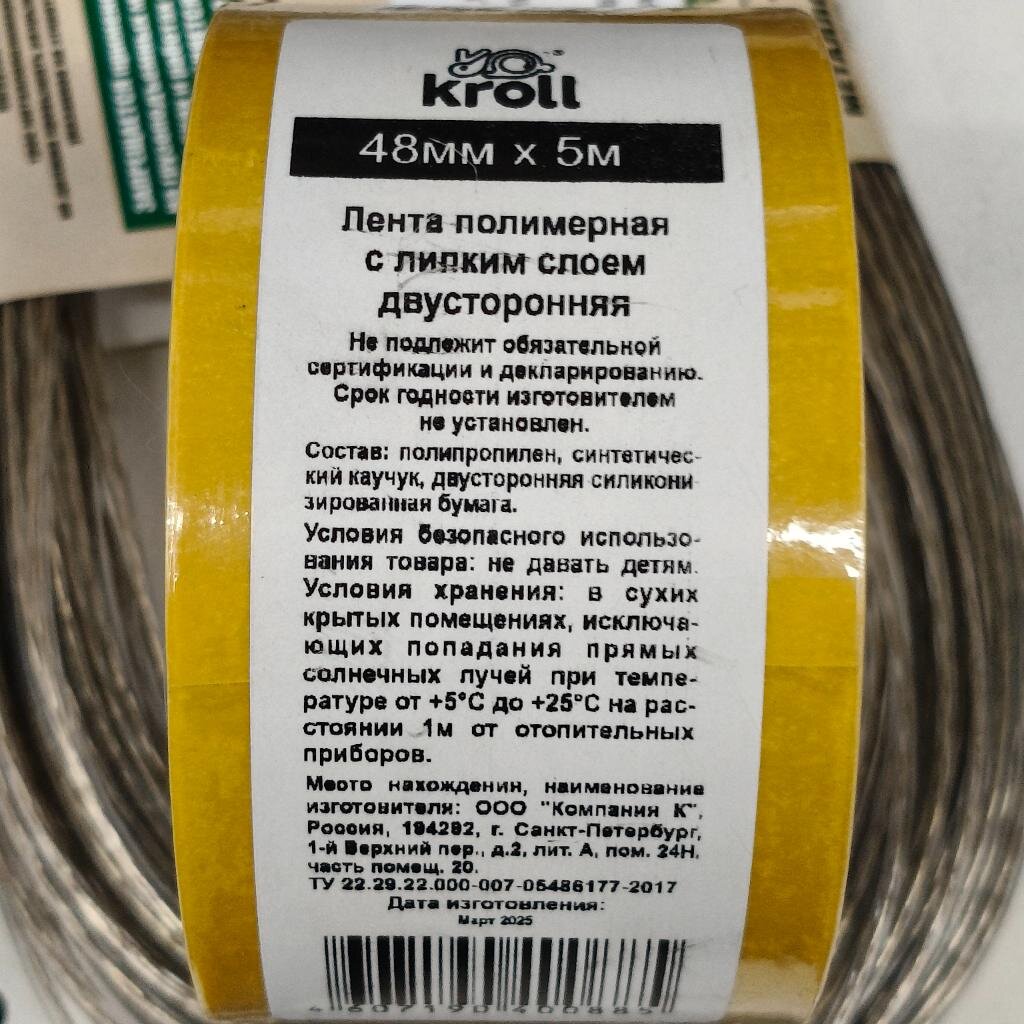 kroll
48мм x 5м
Лента полимерная
с липким слоем
двусторонняя
Не подлежит обязательной
сертификации и декларированию.
Срок годности изготовителем
не установлен.
Состав: полипропилен, синтетичес-
кий каучук, двусторонняя силикони
зированная бумага.
Условия безопасного использо-
вания товара: не давать детям.
Условия хранения: в сухих
крытых помещениях, исключа-
ющих попадания прямых
солнечных лучей при темпе-
ратуре от +5°С до +25°С на рас-
стоянии 1м от отопительных
приборов.
Место нахождения, наименование
изготовителя: ООО "Компания К",
Россия, 194292, г. Санкт-Петербург,
1-й Верхний пер., д.2, лит. А, пом. 24Н,
часть помещ. 20.
ТУ 22.29.22.000-007-05486177-2017
Дата изготовления:
Март 2025
4 607190 400885